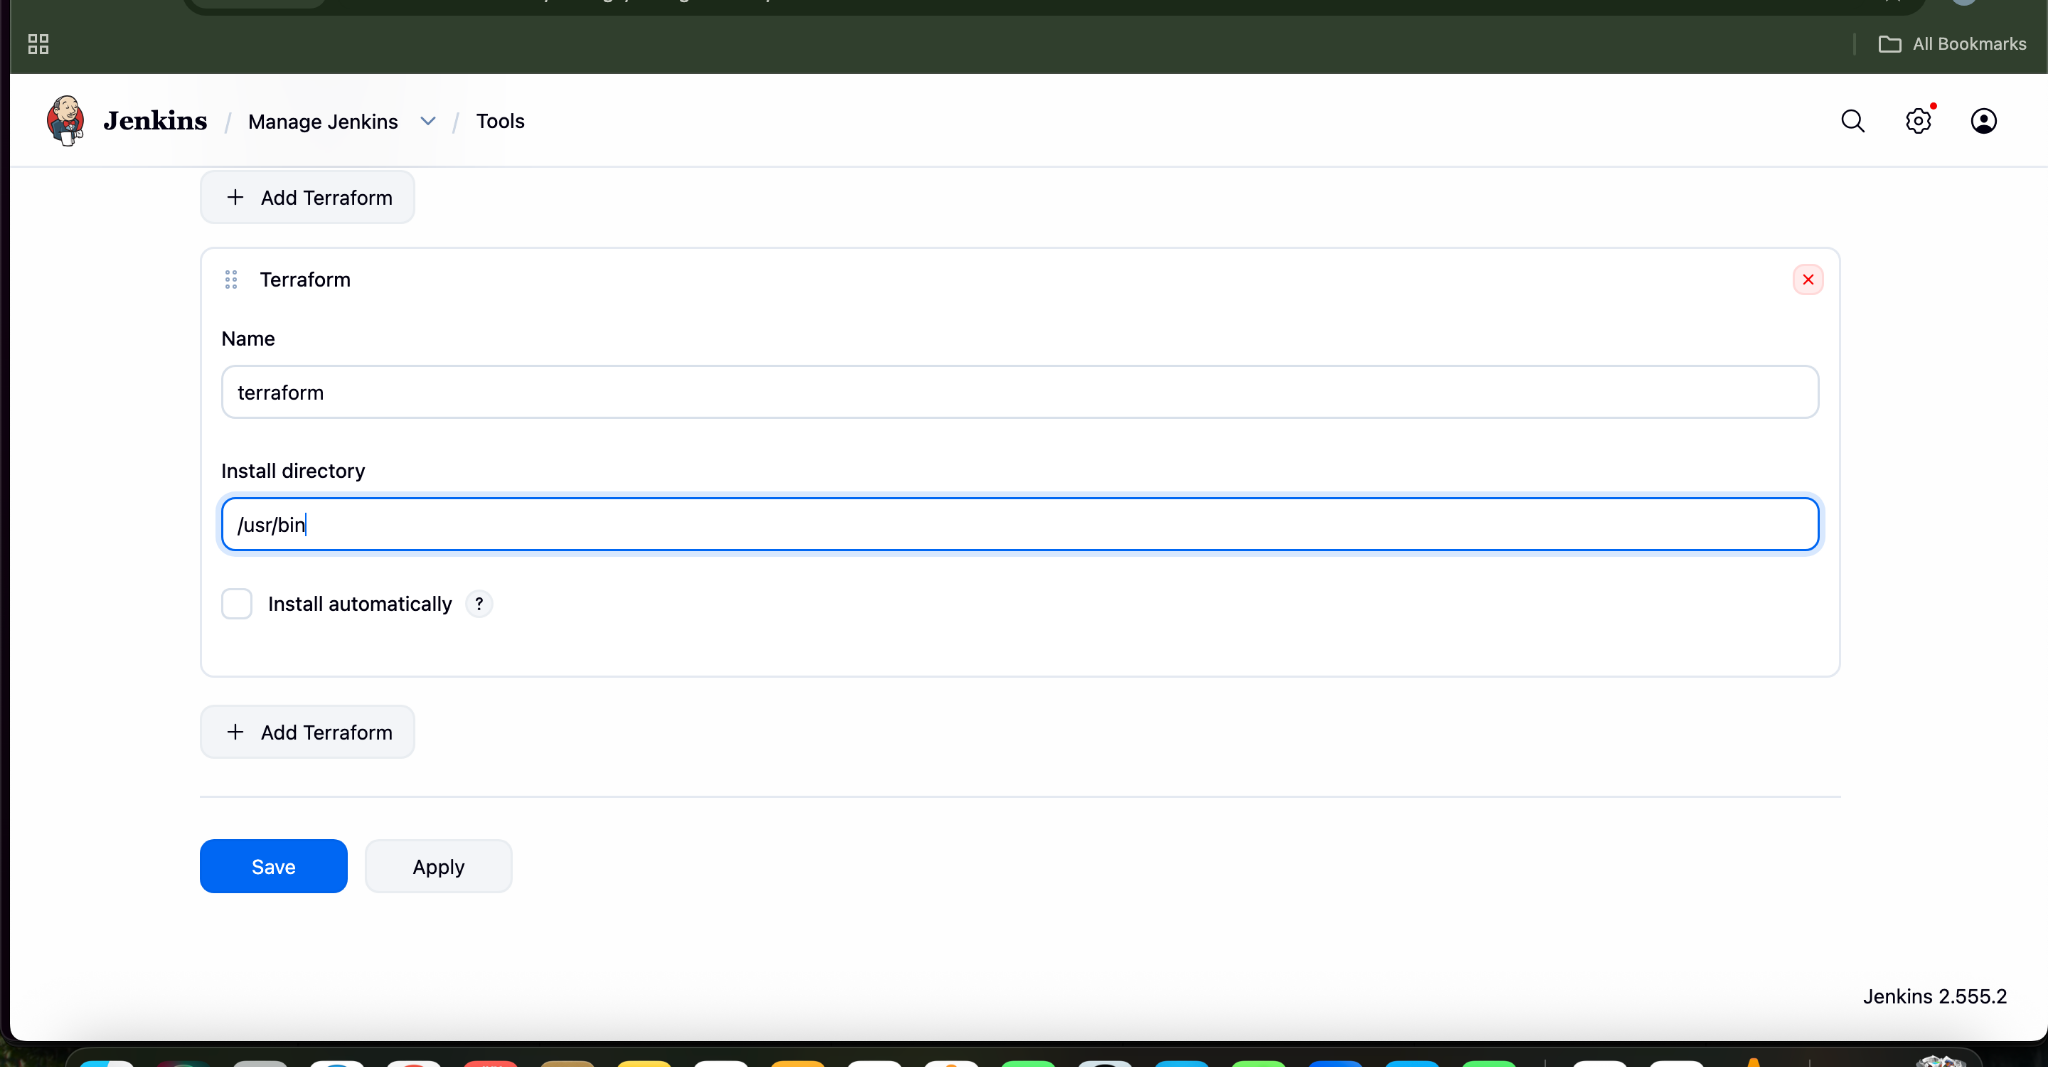 All Bookmarks
Jenkins / Manage Jenkins / Tools
+ Add Terraform
Terraform
Name
terraform
Install directory
/usr/bin
Install automatically ?
+ Add Terraform
Save Apply
Jenkins 2.555.2